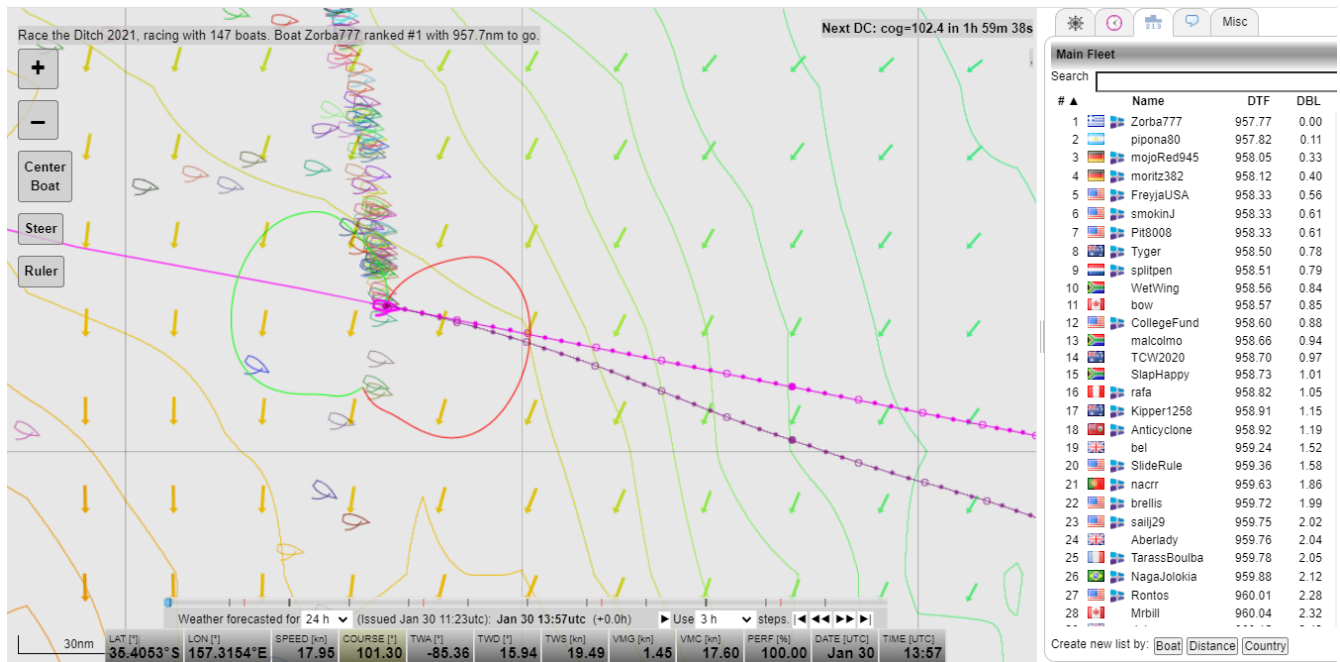 Race the Ditch 2021, racing with 147 boats. Boat Zorba777 ranked #1 with 957.7nm to go.
Next DC: cog=102.4 in 1h 59m 38s
+
−
Center
Boat
Steer
Ruler
Weather forecasted for 24 h (Issued Jan 30 11:23utc): Jan 30 13:57utc (+0.0h) Use 3 h steps.
30nm
LAT [°] LON [°] SPEED [kn] COURSE [°] TWA [°] TWD [°] TWS [kn] VMG [kn] VMC [kn] PERF [%] DATE [UTC] TIME [UTC]
35.4053°S 157.3154°E 17.95 101.30 -85.36 15.94 19.49 1.45 17.60 100.00 Jan 30 13:57
Misc
Main Fleet
Search
# ▲ Name DTF DBL
1 Zorba777 957.77 0.00
2 pipona80 957.82 0.11
3 mojoRed945 958.05 0.33
4 moritz382 958.12 0.40
5 FreyjaUSA 958.33 0.56
6 smokinJ 958.33 0.61
7 Pit8008 958.33 0.61
8 Tyger 958.50 0.78
9 splitpen 958.51 0.79
10 WetWing 958.56 0.84
11 bow 958.57 0.85
12 CollegeFund 958.60 0.88
13 malcolmo 958.66 0.94
14 TCW2020 958.70 0.97
15 SlapHappy 958.73 1.01
16 rafa 958.82 1.05
17 Kipper1258 958.91 1.15
18 Anticyclone 958.92 1.19
19 bel 959.24 1.52
20 SlideRule 959.36 1.58
21 nacrr 959.63 1.86
22 brellis 959.72 1.99
23 sailj29 959.75 2.02
24 Aberlady 959.76 2.04
25 TarassBoulba 959.78 2.05
26 NagaJolokia 959.88 2.12
27 Rontos 960.01 2.28
28 Mrbill 960.04 2.32
Create new list by: Boat Distance Country